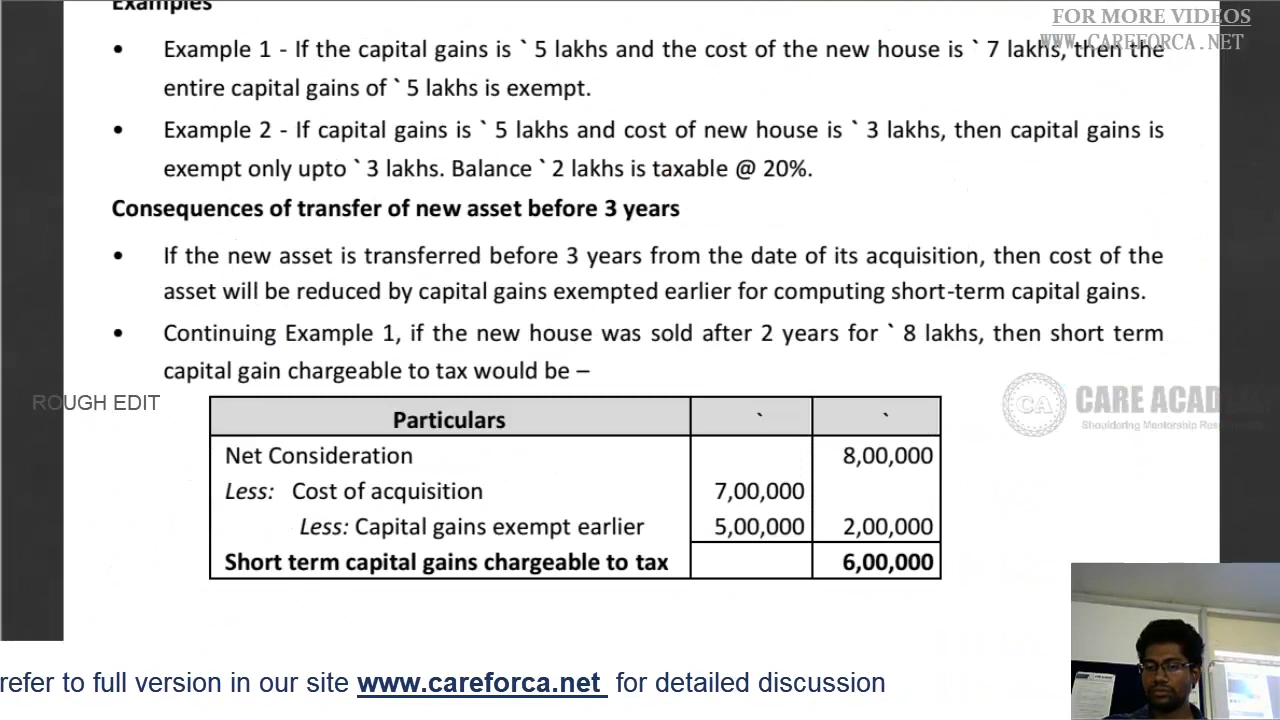 Examples
FOR MORE VIDEOS
WWW.CAREFORCA.NET
• Example 1 - If the capital gains is ` 5 lakhs and the cost of the new house is ` 7 lakhs, then the
entire capital gains of ` 5 lakhs is exempt.
• Example 2 - If capital gains is ` 5 lakhs and cost of new house is ` 3 lakhs, then capital gains is
exempt only upto ` 3 lakhs. Balance ` 2 lakhs is taxable @ 20%.
Consequences of transfer of new asset before 3 years
• If the new asset is transferred before 3 years from the date of its acquisition, then cost of the
asset will be reduced by capital gains exempted earlier for computing short-term capital gains.
• Continuing Example 1, if the new house was sold after 2 years for ` 8 lakhs, then short term
capital gain chargeable to tax would be –
ROUGH EDIT
CA CARE ACADEMY
Shouldering Mentorship
Particulars ` `
Net Consideration 8,00,000
Less: Cost of acquisition 7,00,000
Less: Capital gains exempt earlier 5,00,000 2,00,000
Short term capital gains chargeable to tax 6,00,000
refer to full version in our site www.careforca.net for detailed discussion